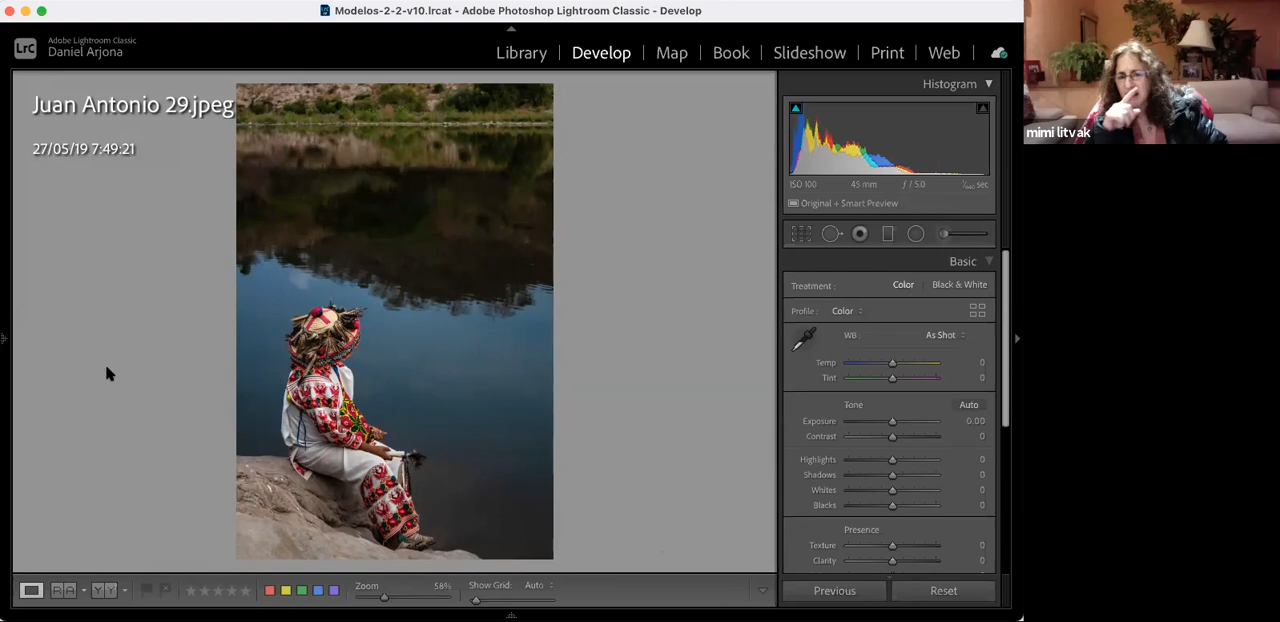 Modelos-2-2-v10.lrcat - Adobe Photoshop Lightroom Classic - Develop
LrC
Adobe Lightroom Classic
Daniel Arjona
Library | Develop | Map | Book | Slideshow | Print | Web
Juan Antonio 29.jpeg
27/05/19 7:49:21
Histogram
ISO 100 45 mm ƒ / 5.0 1/640 sec
Original + Smart Preview
Basic
Treatment : Color Black & White
Profile : Color
WB : As Shot
Temp 0
Tint 0
Tone Auto
Exposure 0.00
Contrast 0
Highlights 0
Shadows 0
Whites 0
Blacks 0
Presence
Texture 0
Clarity 0
Previous Reset
R A Y Y Zoom 58% Show Grid: Auto
mimi litvak